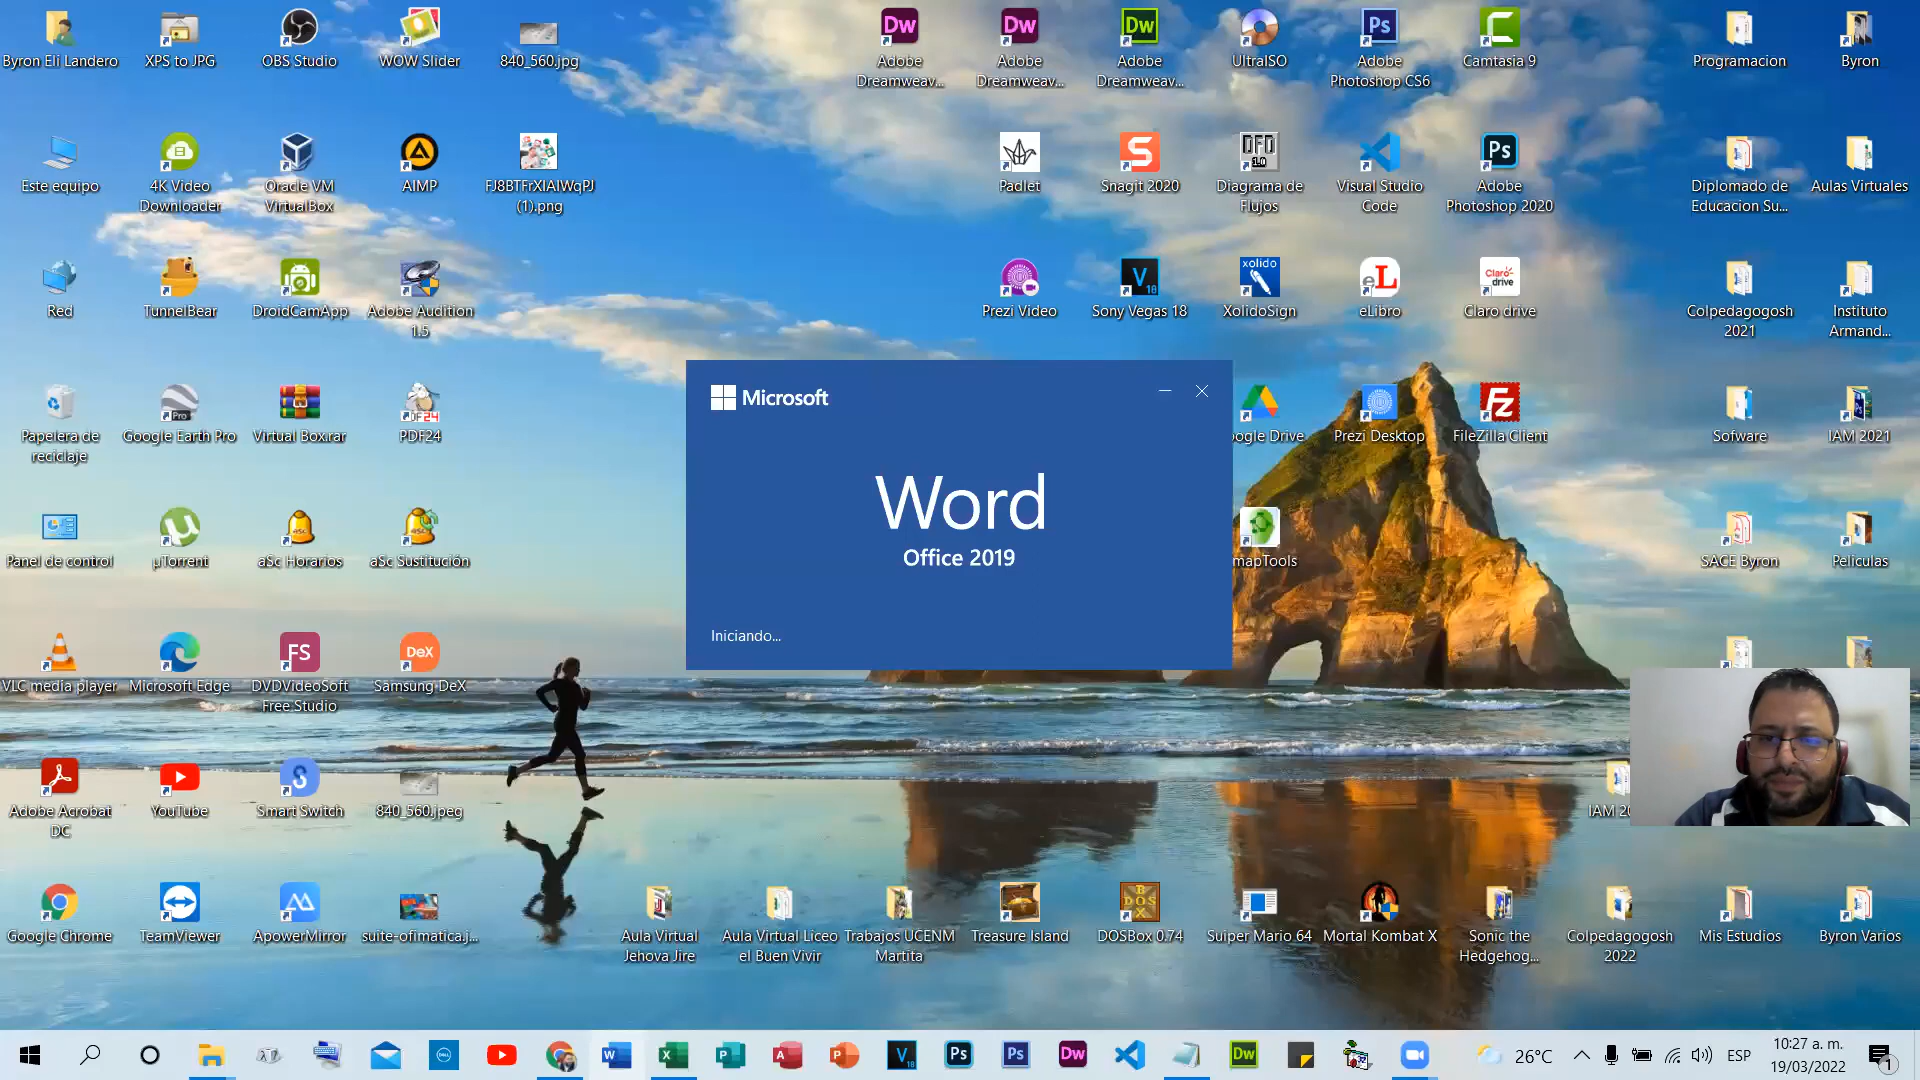 Byron Eli Landero
XPS to JPG
OBS Studio
WOW Slider
840_560.jpg
Adobe
Dreamweav...
Adobe
Dreamweav...
Adobe
Dreamweav...
UltraISO
Adobe
Photoshop CS6
Camtasia 9
Programacion
Byron
Este equipo
4K Video
Downloader
Oracle VM
VirtualBox
AIMP
FJ8BTFrXIAIWqPJ
(1).png
Padlet
Snagit 2020
Diagrama de
Flujos
Visual Studio
Code
Adobe
Photoshop 2020
Diplomado de
Educacion Su...
Aulas Virtuales
Red
TunnelBear
DroidCamApp
Adobe Audition
1.5
Prezi Video
Sony Vegas 18
XolidoSign
eLibro
Claro drive
Colpedagogosh
2021
Instituto
Armand...
Papelera de
reciclaje
Google Earth Pro
Virtual Box.rar
PDF24
Microsoft
Word
Office 2019
Iniciando...
oogle Drive
Prezi Desktop
FileZilla Client
Sofware
IAM 2021
Panel de control
µTorrent
aSc Horarios
aSc Sustitución
mapTools
SACE Byron
Peliculas
VLC media player
Microsoft Edge
DVDVideoSoft
Free Studio
Samsung DeX
Adobe Acrobat
DC
YouTube
Smart Switch
840_560.jpeg
IAM 20
Google Chrome
TeamViewer
ApowerMirror
suite-ofimatica.j...
Aula Virtual
Jehova Jire
Aula Virtual Liceo
el Buen Vivir
Trabajos UCENM
Martita
Treasure Island
DOSBox 0.74
Suiper Mario 64
Mortal Kombat X
Sonic the
Hedgehog...
Colpedagogosh
2022
Mis Estudios
Byron Varios
26°C
ESP
10:27 a. m.
19/03/2022
1